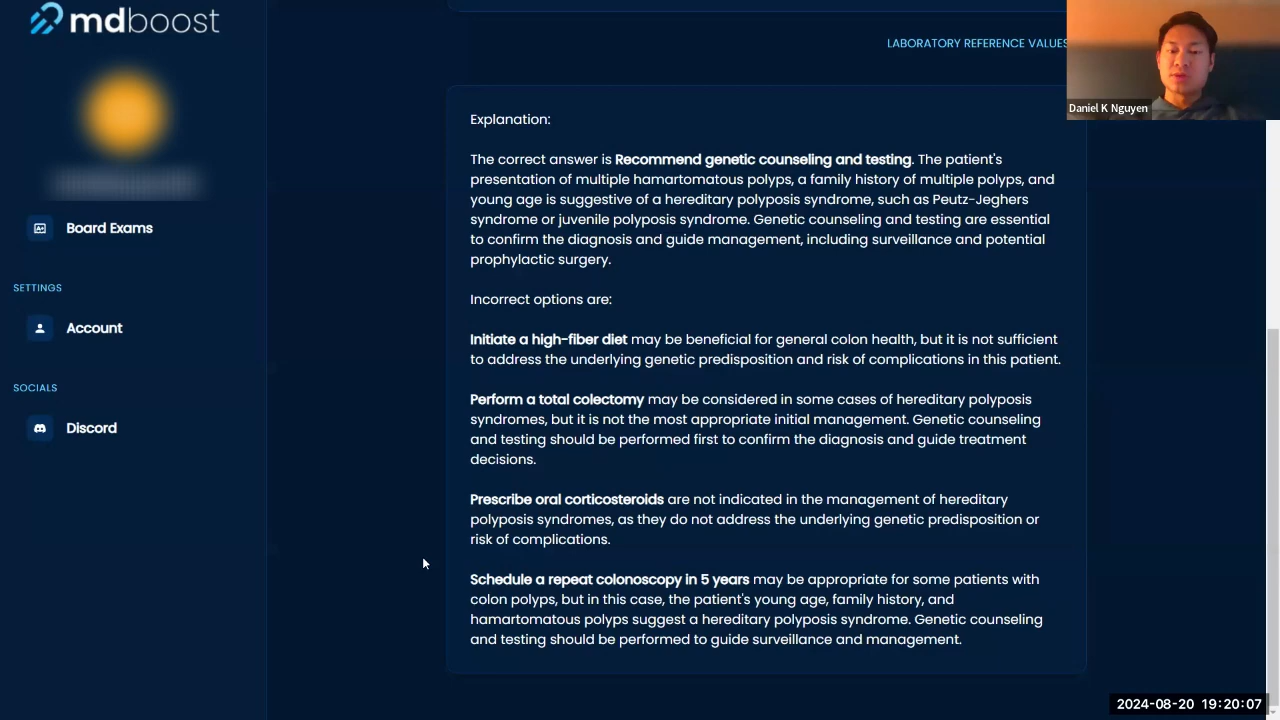 mdboost
LABORATORY REFERENCE VALUES
Daniel K Nguyen
Explanation:
The correct answer is Recommend genetic counseling and testing. The patient's
presentation of multiple hamartomatous polyps, a family history of multiple polyps, and
young age is suggestive of a hereditary polyposis syndrome, such as Peutz-Jeghers
syndrome or juvenile polyposis syndrome. Genetic counseling and testing are essential
to confirm the diagnosis and guide management, including surveillance and potential
prophylactic surgery.
Board Exams
SETTINGS
Incorrect options are:
Account
Initiate a high-fiber diet may be beneficial for general colon health, but it is not sufficient
to address the underlying genetic predisposition and risk of complications in this patient.
SOCIALS
Perform a total colectomy may be considered in some cases of hereditary polyposis
syndromes, but it is not the most appropriate initial management. Genetic counseling
and testing should be performed first to confirm the diagnosis and guide treatment
decisions.
Discord
Prescribe oral corticosteroids are not indicated in the management of hereditary
polyposis syndromes, as they do not address the underlying genetic predisposition or
risk of complications.
Schedule a repeat colonoscopy in 5 years may be appropriate for some patients with
colon polyps, but in this case, the patient's young age, family history, and
hamartomatous polyps suggest a hereditary polyposis syndrome. Genetic counseling
and testing should be performed to guide surveillance and management.
2024-08-20 19:20:07